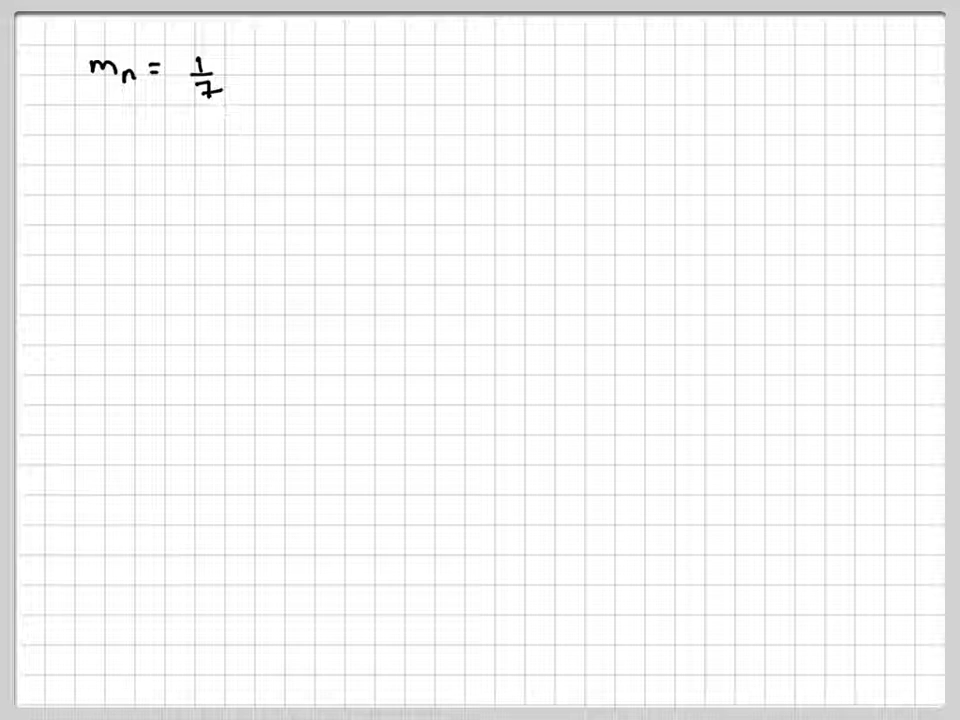 mₙ = 1/7